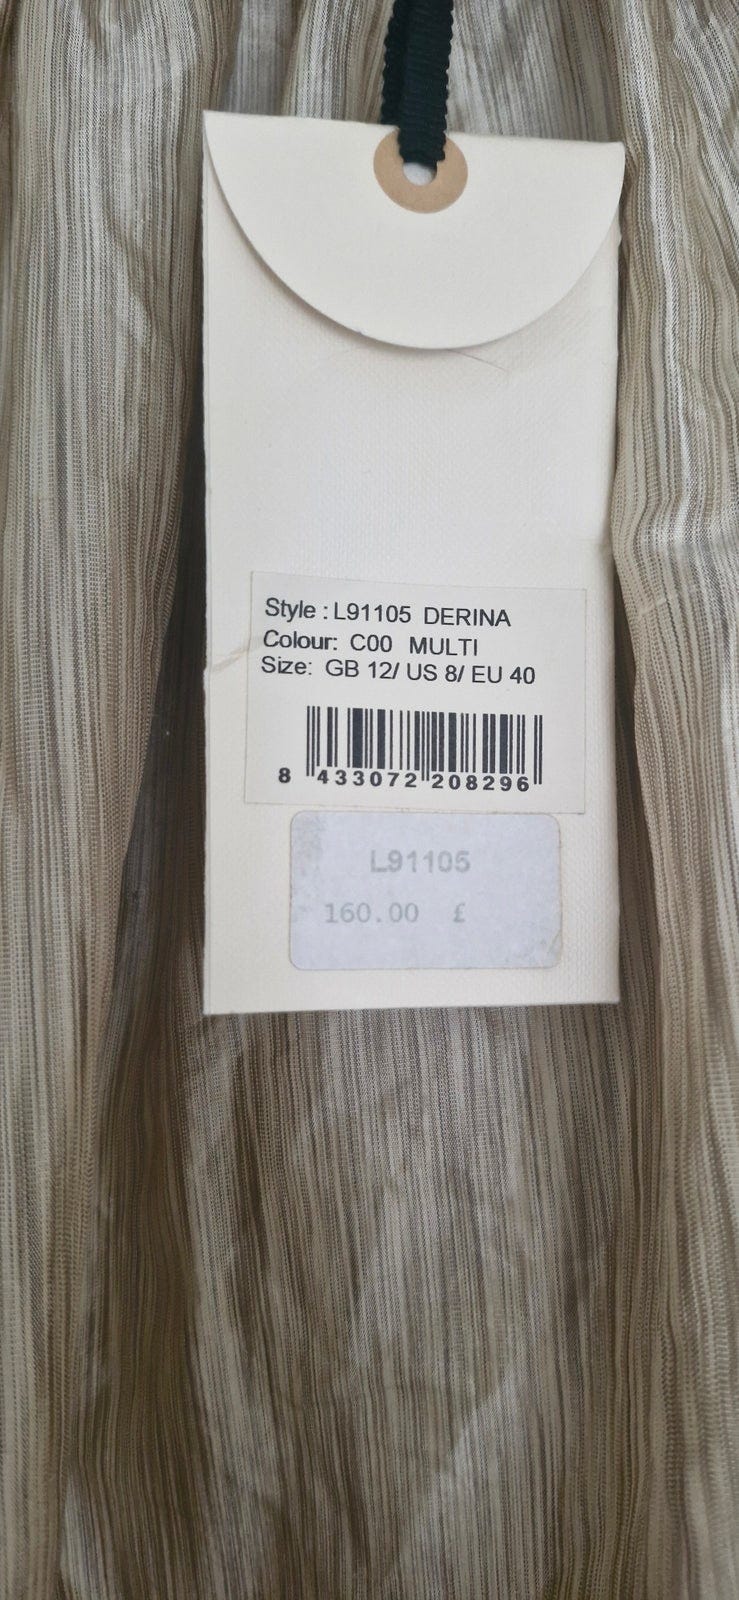 Style : L91105 DERINA
Colour: C00 MULTI
Size: GB 12/ US 8/ EU 40
8 433072 208296
L91105
160.00 £